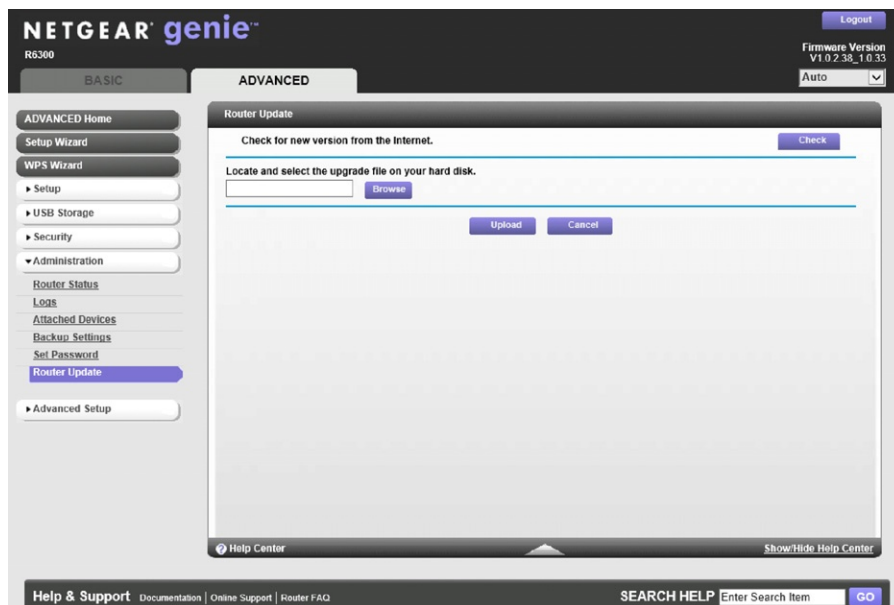 NETGEAR® genie™
R6300
Logout
Firmware Version
V1.0.2.38_1.0.33
Auto
BASIC
ADVANCED
ADVANCED Home
Setup Wizard
WPS Wizard
Setup
USB Storage
Security
Administration
Router Status
Logs
Attached Devices
Backup Settings
Set Password
Router Update
Advanced Setup
Router Update
Check for new version from the Internet.
Check
Locate and select the upgrade file on your hard disk.
Browse
Upload
Cancel
Help Center
Show/Hide Help Center
Help & Support Documentation | Online Support | Router FAQ
SEARCH HELP Enter Search Item GO